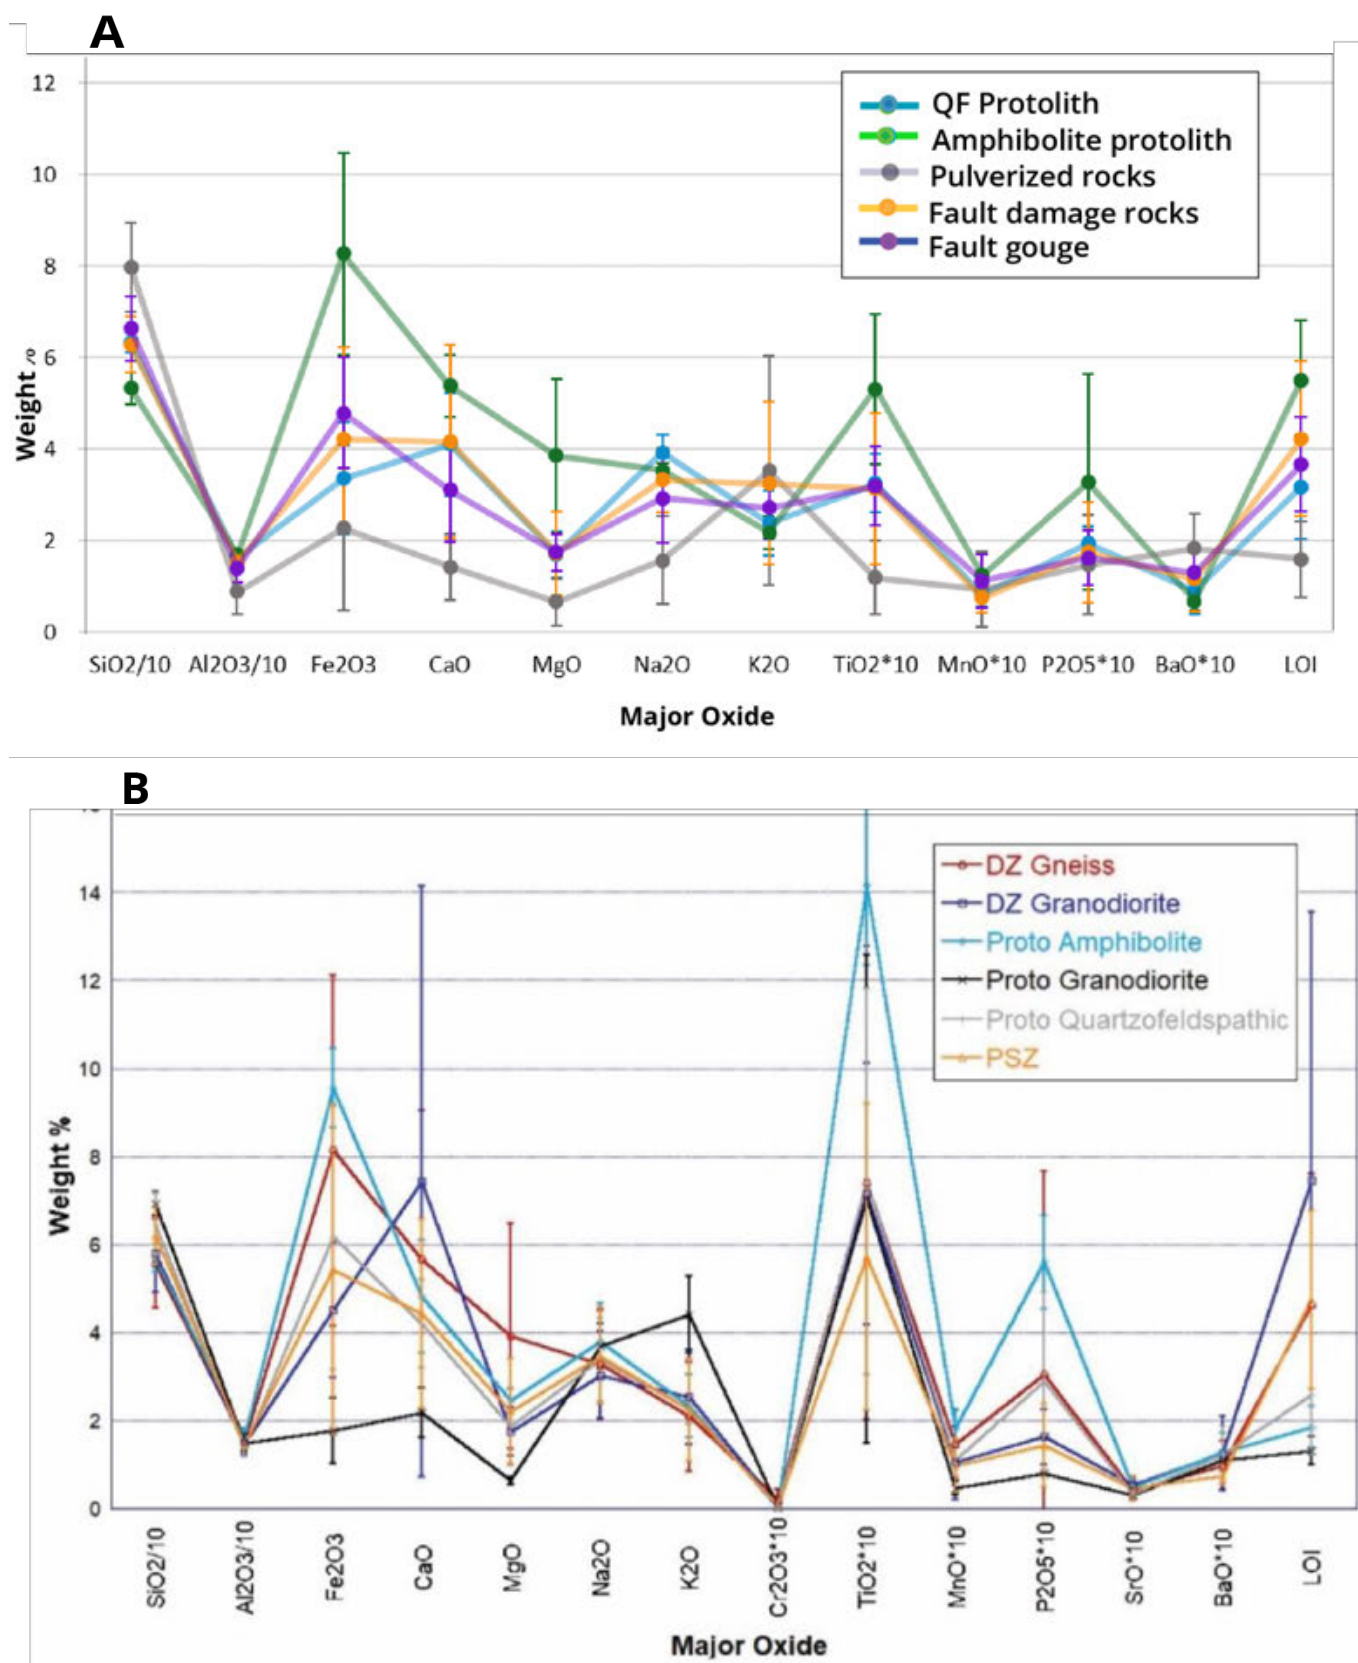 A
12
10
8
6
4
2
0
Weight %
QF Protolith
Amphibolite protolith
Pulverized rocks
Fault damage rocks
Fault gouge
SiO2/10 Al2O3/10 Fe2O3 CaO MgO Na2O K2O TiO2*10 MnO*10 P2O5*10 BaO*10 LOI
Major Oxide
B
14
12
10
8
6
4
2
0
Weight %
DZ Gneiss
DZ Granodiorite
Proto Amphibolite
Proto Granodiorite
Proto Quartzofeldspathic
PSZ
SiO2/10 Al2O3/10 Fe2O3 CaO MgO Na2O K2O Cr2O3*10 TiO2*10 MnO*10 P2O5*10 SrO*10 BaO*10 LOI
Major Oxide